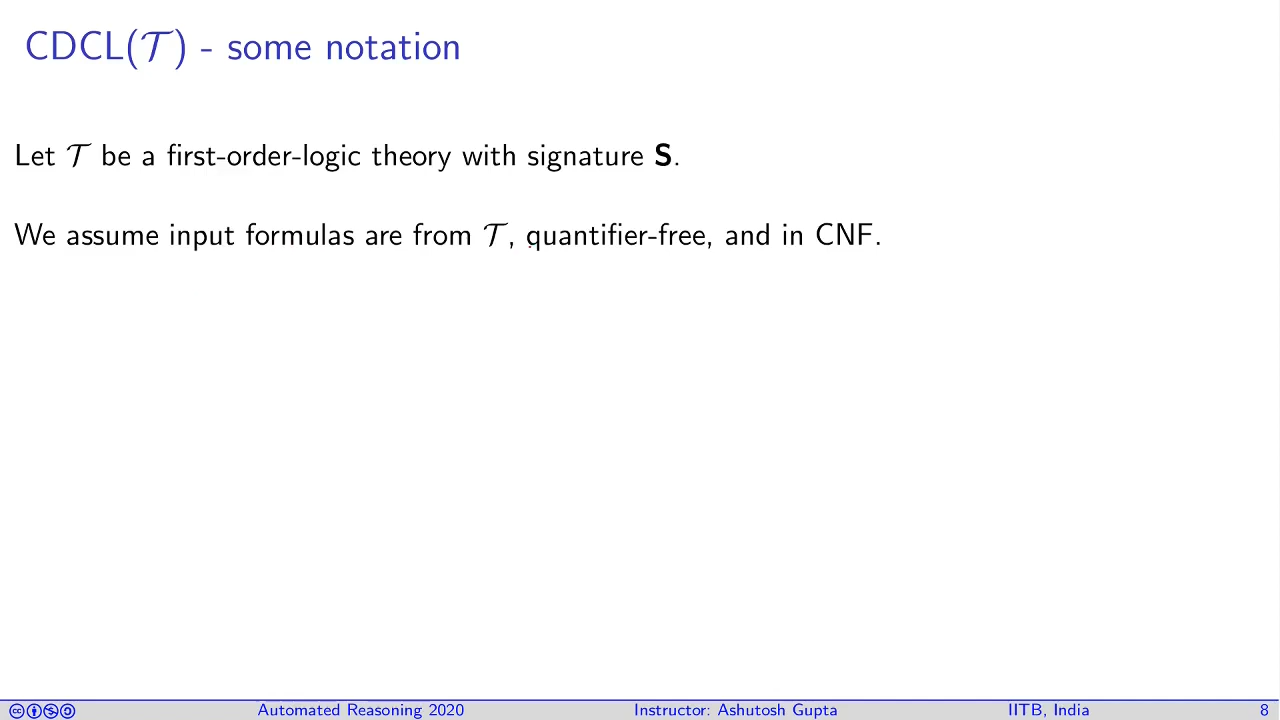 CDCL(𝒯) - some notation
Let 𝒯 be a first-order-logic theory with signature S.
We assume input formulas are from 𝒯, quantifier-free, and in CNF.
Automated Reasoning 2020 Instructor: Ashutosh Gupta IITB, India 8